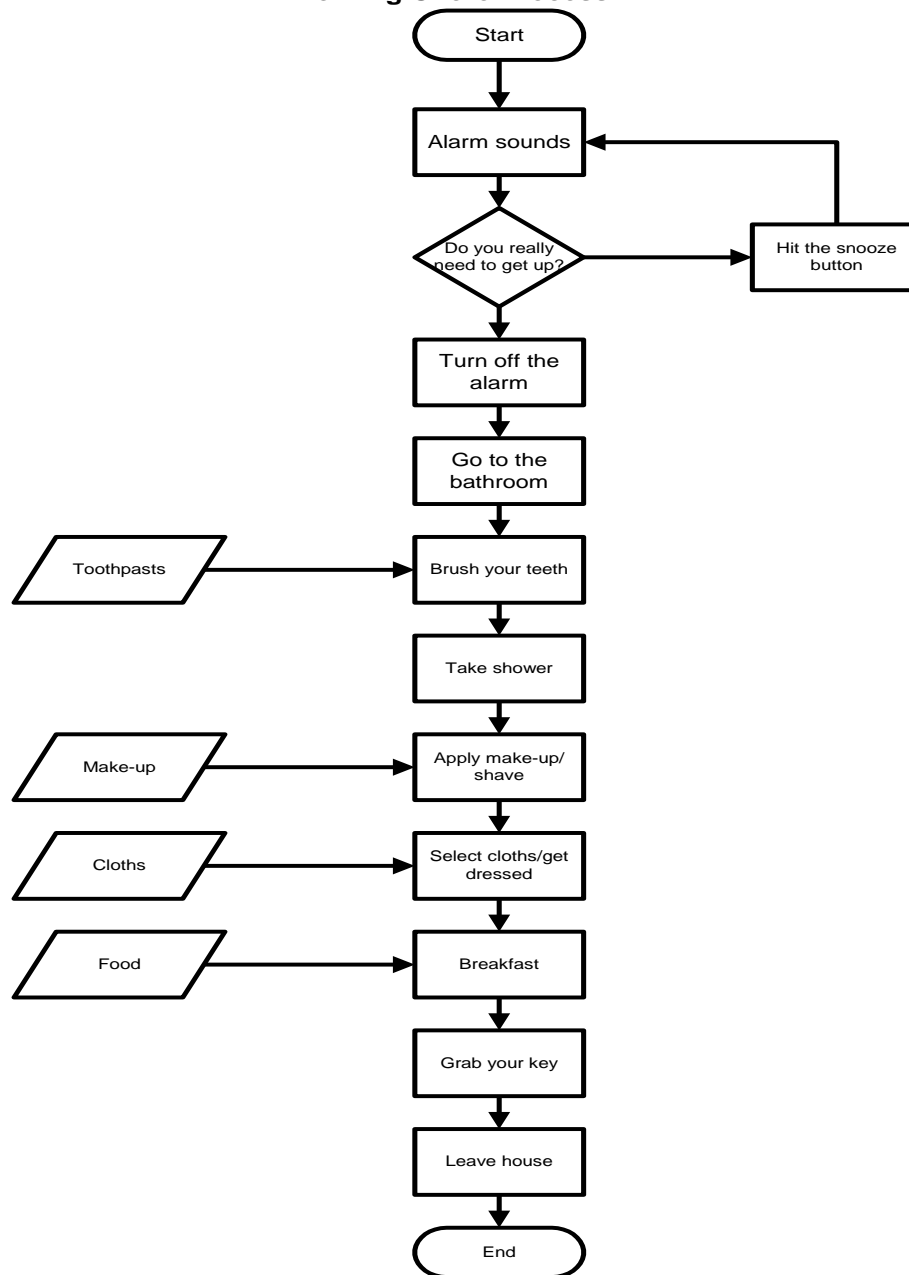 Start
Alarm sounds
Do you really
need to get up?
Hit the snooze
button
Turn off the
alarm
Go to the
bathroom
Toothpasts
Brush your teeth
Take shower
Make-up
Apply make-up/
shave
Cloths
Select cloths/get
dressed
Food
Breakfast
Grab your key
Leave house
End